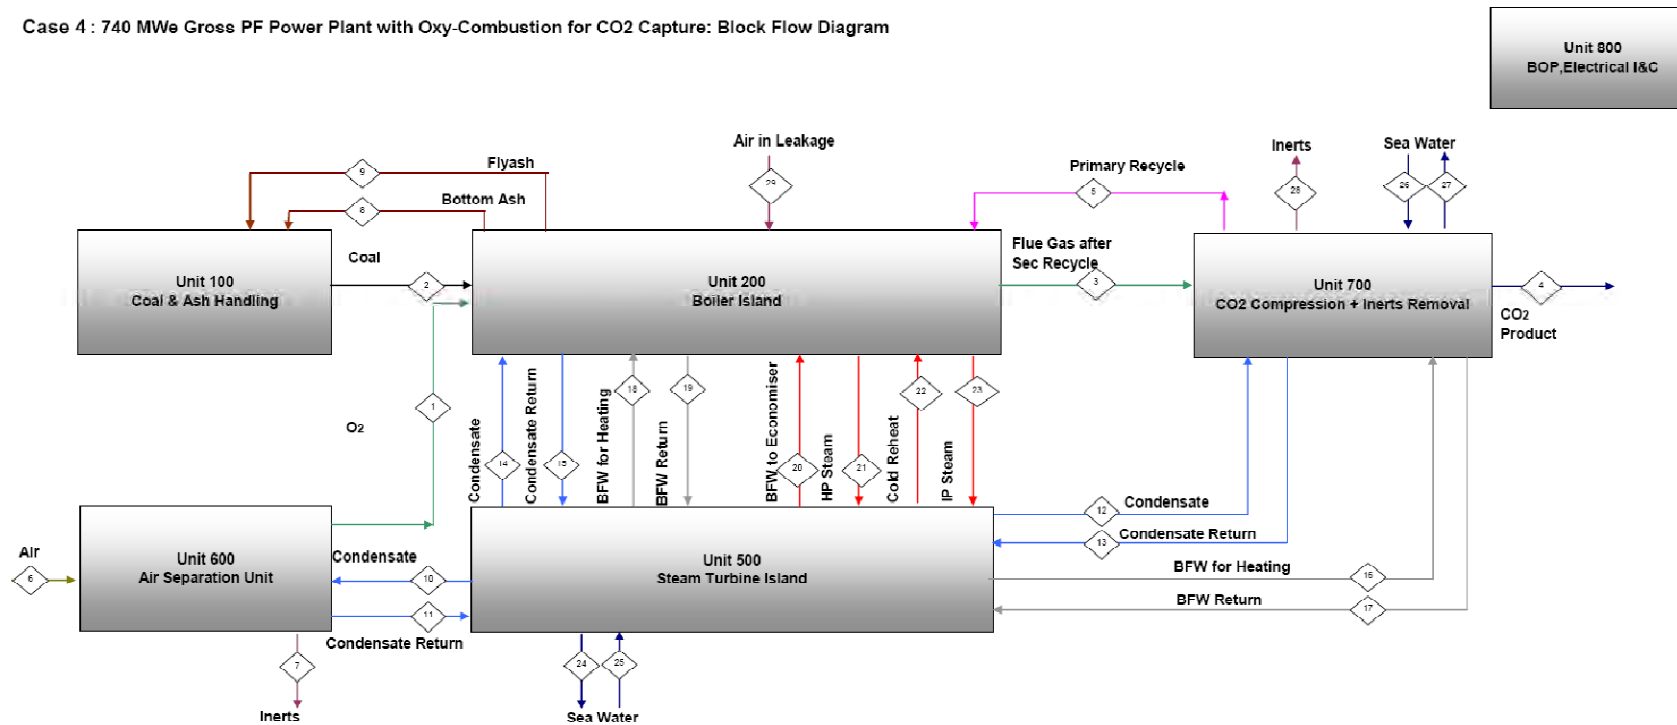 Case 4 : 740 MWe Gross PF Power Plant with Oxy-Combustion for CO2 Capture: Block Flow Diagram
Unit 800
BOP,Electrical I&C
Air in Leakage
Inerts
Sea Water
Flyash
Primary Recycle
9
29
5
28
26
27
Bottom Ash
8
Coal
Flue Gas after
Sec Recycle
Unit 100
Coal & Ash Handling
2
Unit 200
Boiler Island
3
Unit 700
CO2 Compression + Inerts Removal
4
CO2
Product
1
O2
18
19
22
23
Condensate
14
Condensate Return
15
BFW for Heating
BFW Return
BFW to Economiser
20
HP Steam
21
Cold Reheat
IP Steam
12
Condensate
13
Condensate Return
Air
6
Unit 600
Air Separation Unit
Condensate
10
11
Condensate Return
Unit 500
Steam Turbine Island
BFW for Heating
16
BFW Return
17
7
24
25
Inerts
Sea Water